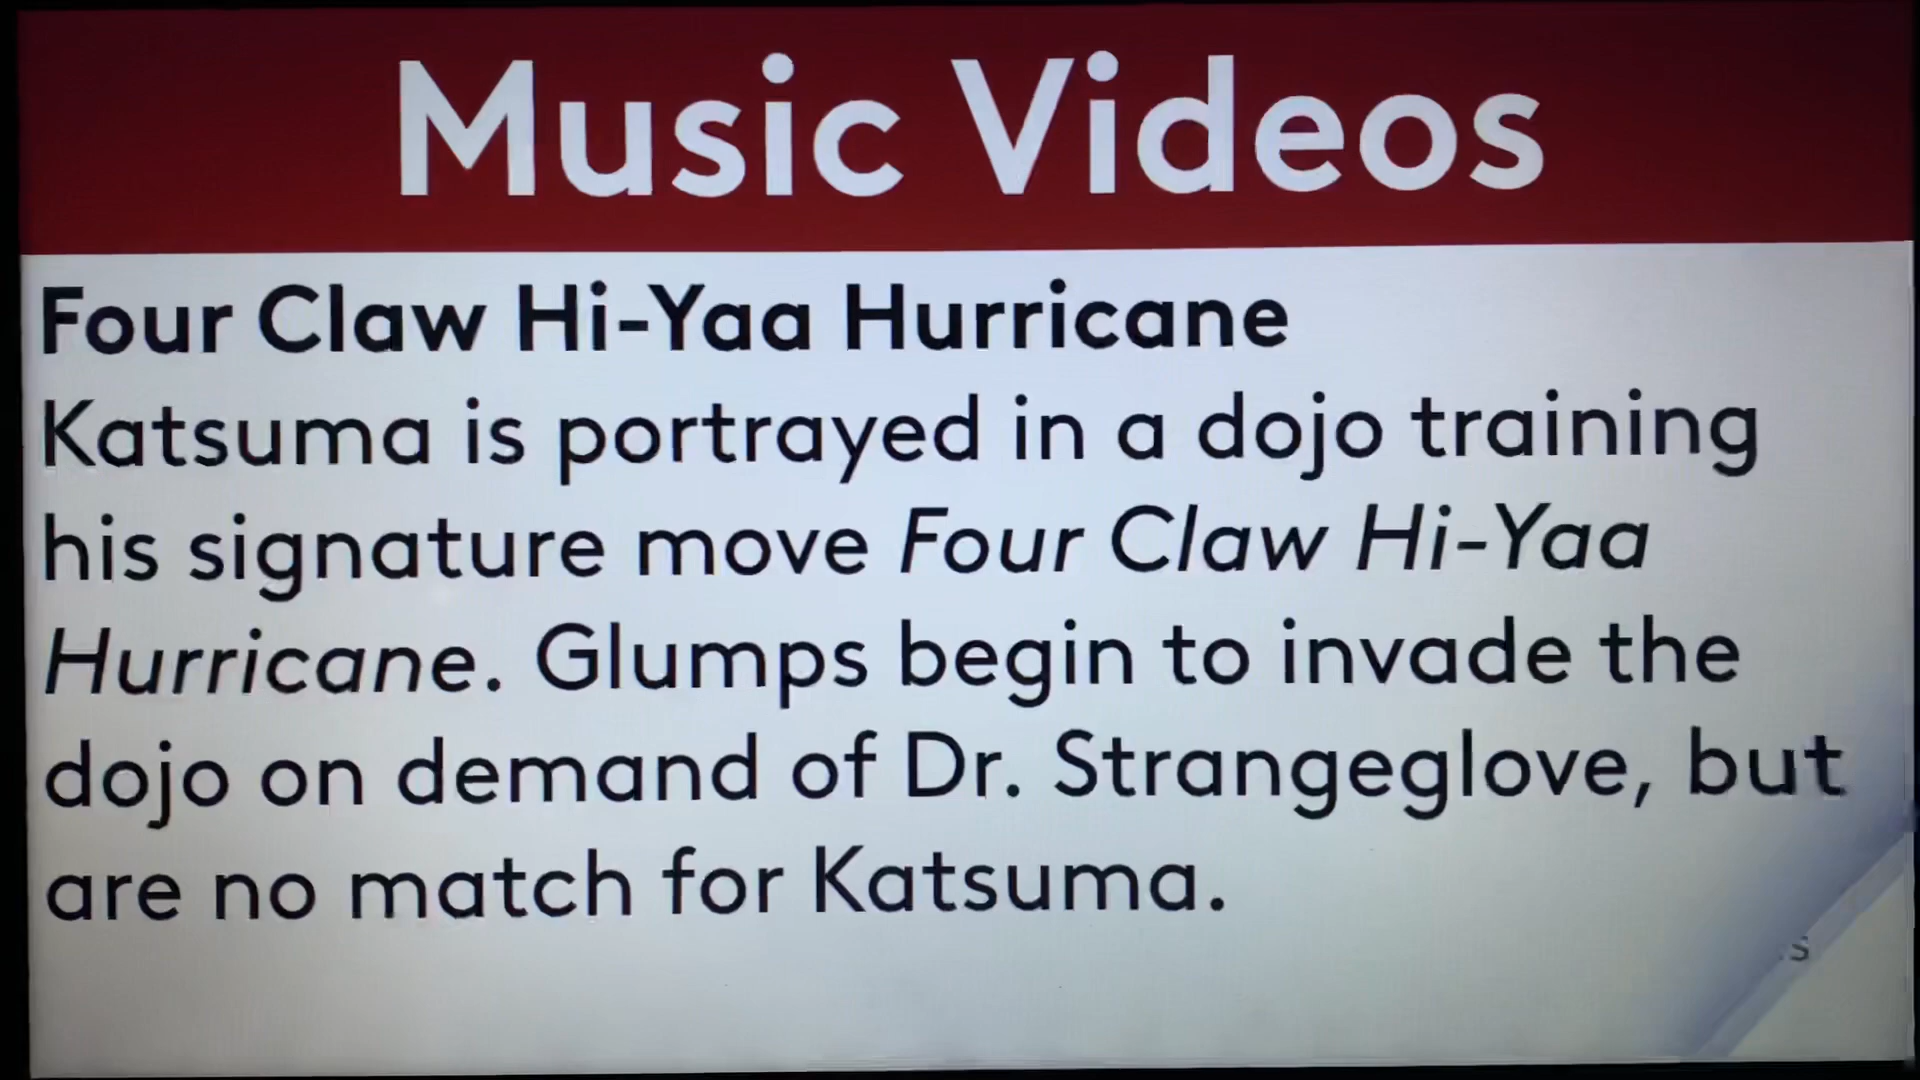 Music Videos
Four Claw Hi-Yaa Hurricane
Katsuma is portrayed in a dojo training
his signature move Four Claw Hi-Yaa
Hurricane. Glumps begin to invade the
dojo on demand of Dr. Strangeglove, but
are no match for Katsuma.